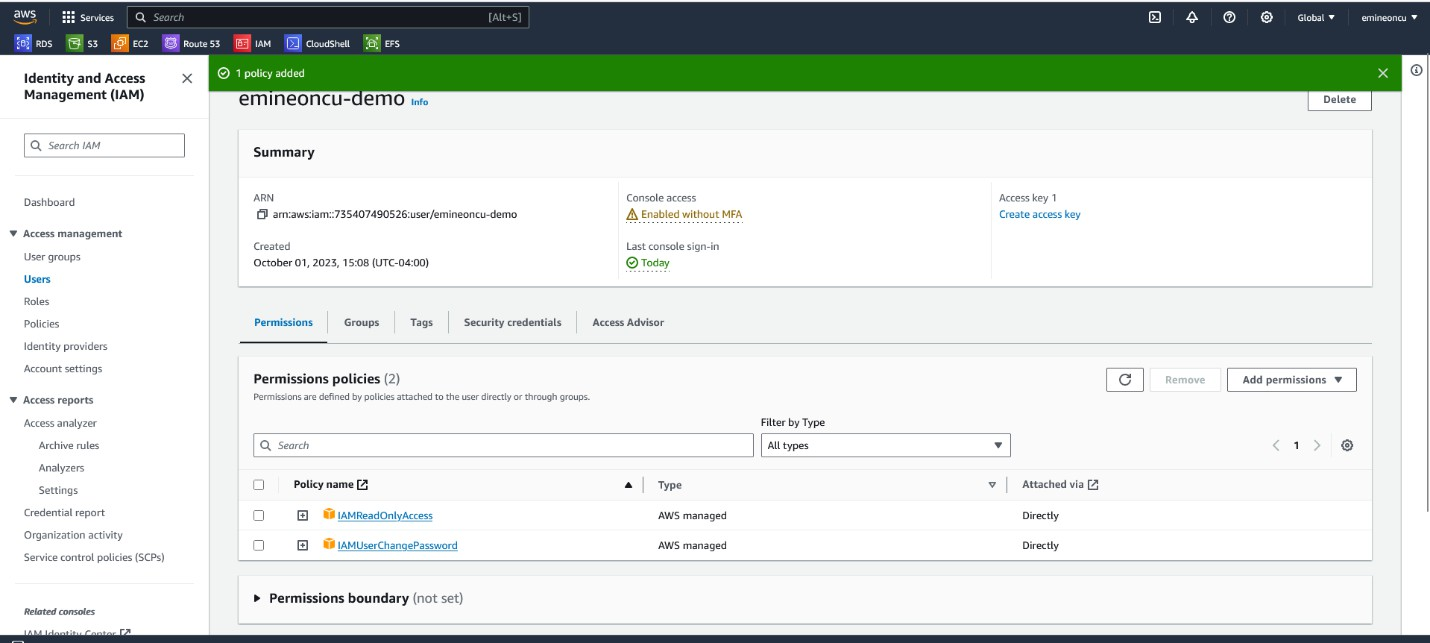 aws
Services
Search
[Alt+S]
Global ▼
emineoncu ▼
RDS
S3
EC2
Route 53
IAM
CloudShell
EFS
Identity and Access
Management (IAM)
Search IAM
Dashboard
Access management
User groups
Users
Roles
Policies
Identity providers
Account settings
Access reports
Access analyzer
Archive rules
Analyzers
Settings
Credential report
Organization activity
Service control policies (SCPs)
Related consoles
IAM Identity Center
1 policy added
emineoncu-demo Info
Delete
Summary
ARN
arn:aws:iam::735407490526:user/emineoncu-demo
Created
October 01, 2023, 15:08 (UTC-04:00)
Console access
Enabled without MFA
Last console sign-in
Today
Access key 1
Create access key
Permissions
Groups
Tags
Security credentials
Access Advisor
Permissions policies (2)
Permissions are defined by policies attached to the user directly or through groups.
Remove
Add permissions ▼
Filter by Type
Search
All types
1
Policy name
Type
Attached via
IAMReadOnlyAccess
AWS managed
Directly
IAMUserChangePassword
AWS managed
Directly
Permissions boundary (not set)